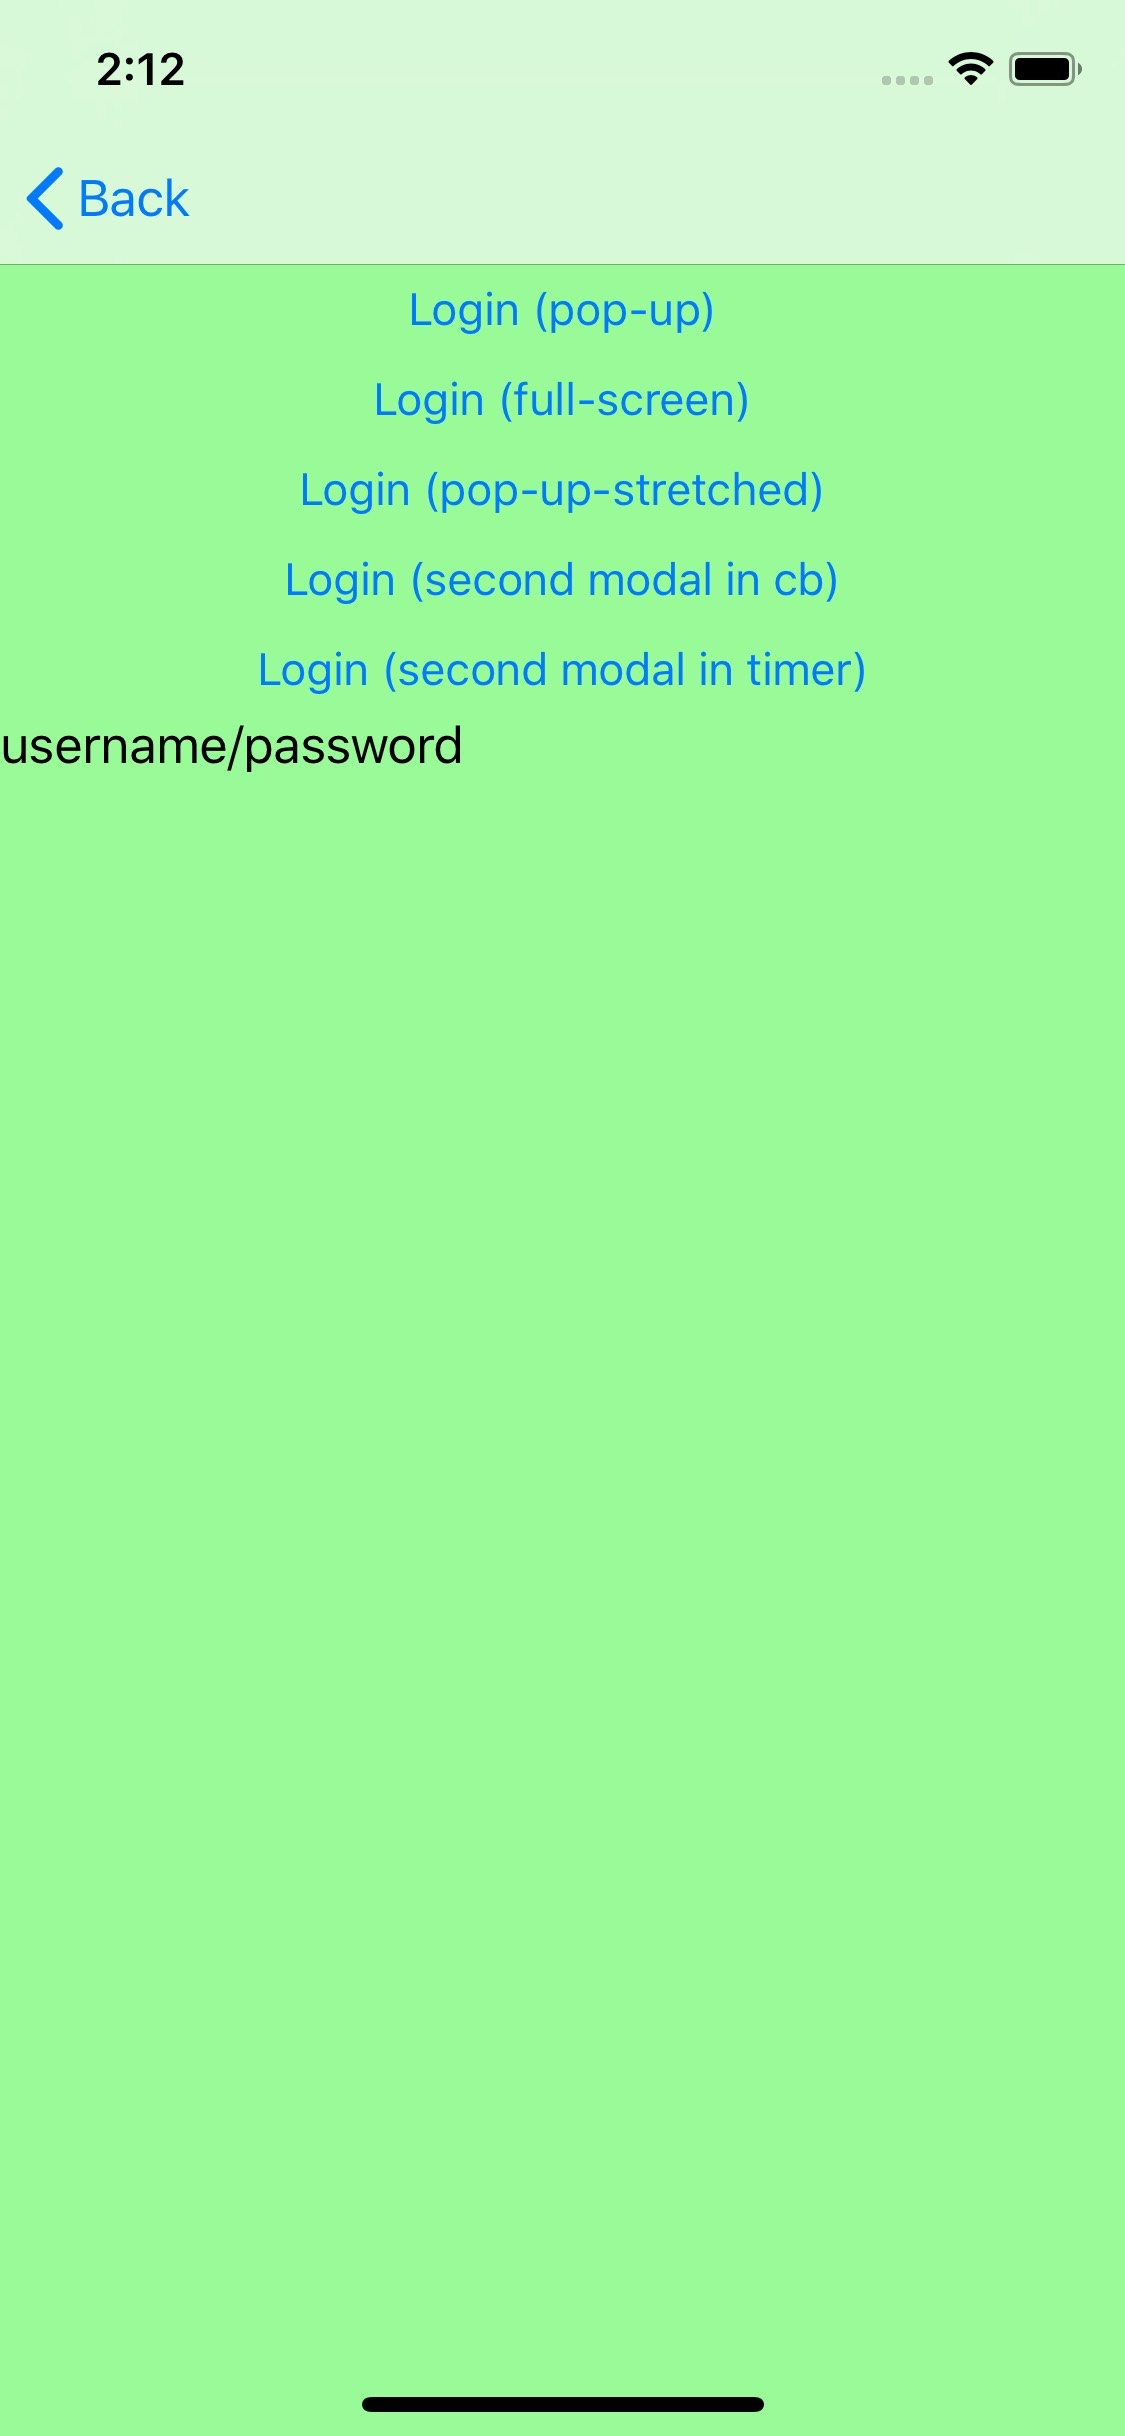 2:12
Back
Login (pop-up)
Login (full-screen)
Login (pop-up-stretched)
Login (second modal in cb)
Login (second modal in timer)
username/password